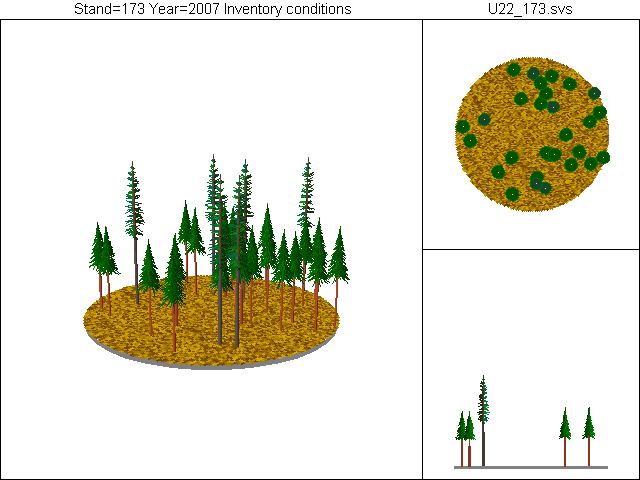 Stand=173 Year=2007 Inventory conditions
U22_173.svs